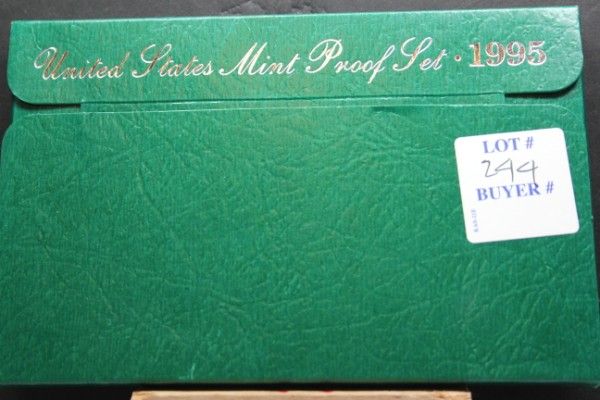 United States Mint Proof Set · 1995
LOT #
244
BUYER #